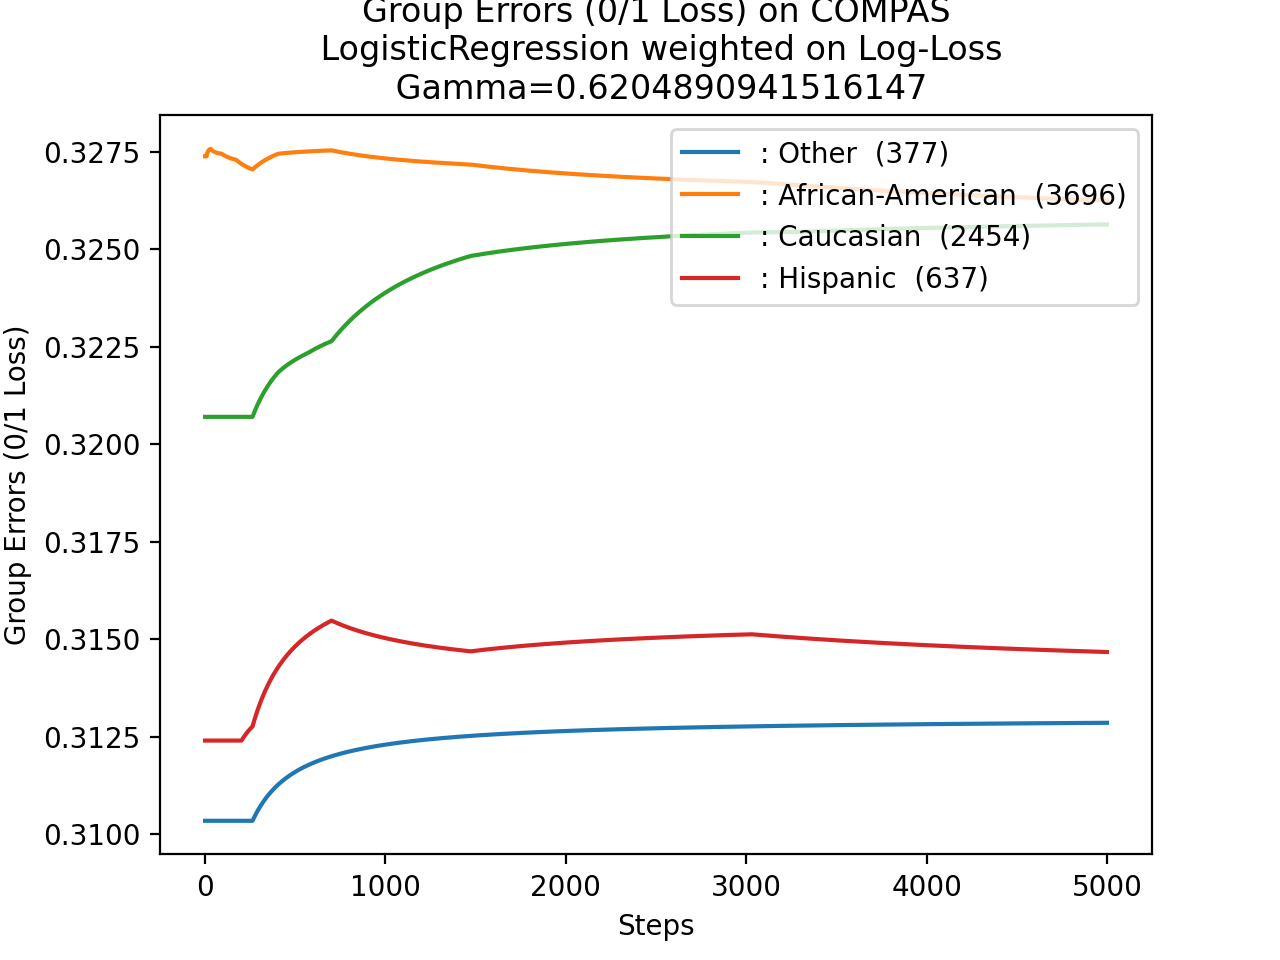 Group Errors (0/1 Loss) on COMPAS
LogisticRegression weighted on Log-Loss
Gamma=0.6204890941516147
Group Errors (0/1 Loss)
0.3275
0.3250
0.3225
0.3200
0.3175
0.3150
0.3125
0.3100
: Other (377)
: African-American (3696)
: Caucasian (2454)
: Hispanic (637)
0 1000 2000 3000 4000 5000
Steps